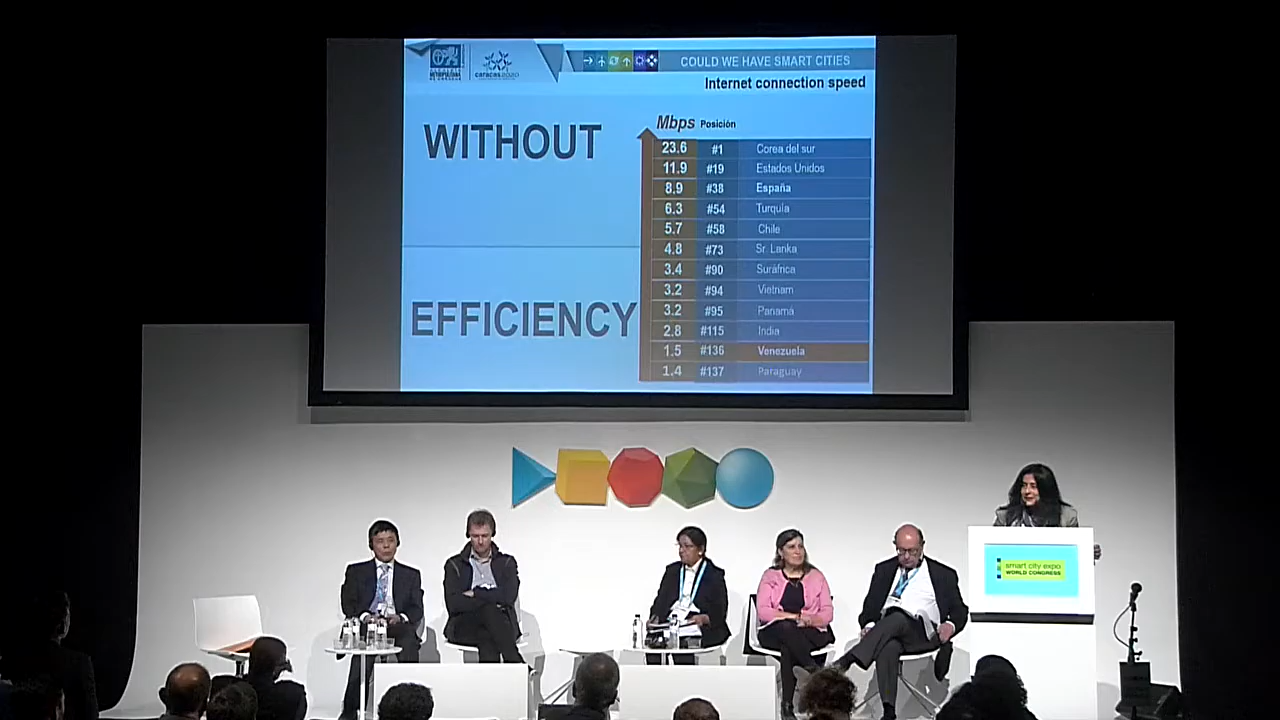 METROPOLITANA
caracas2020
COULD WE HAVE SMART CITIES
Internet connection speed
WITHOUT
EFFICIENCY
Mbps Posición
23.6 #1 Corea del sur
11.9 #19 Estados Unidos
8.9 #38 España
6.3 #54 Turquía
5.7 #58 Chile
4.8 #73 Sr. Lanka
3.4 #90 Suráfrica
3.2 #94 Vietnam
3.2 #95 Panamá
2.8 #115 India
1.5 #136 Venezuela
1.4 #137 Paraguay
smart city expo
WORLD CONGRESS